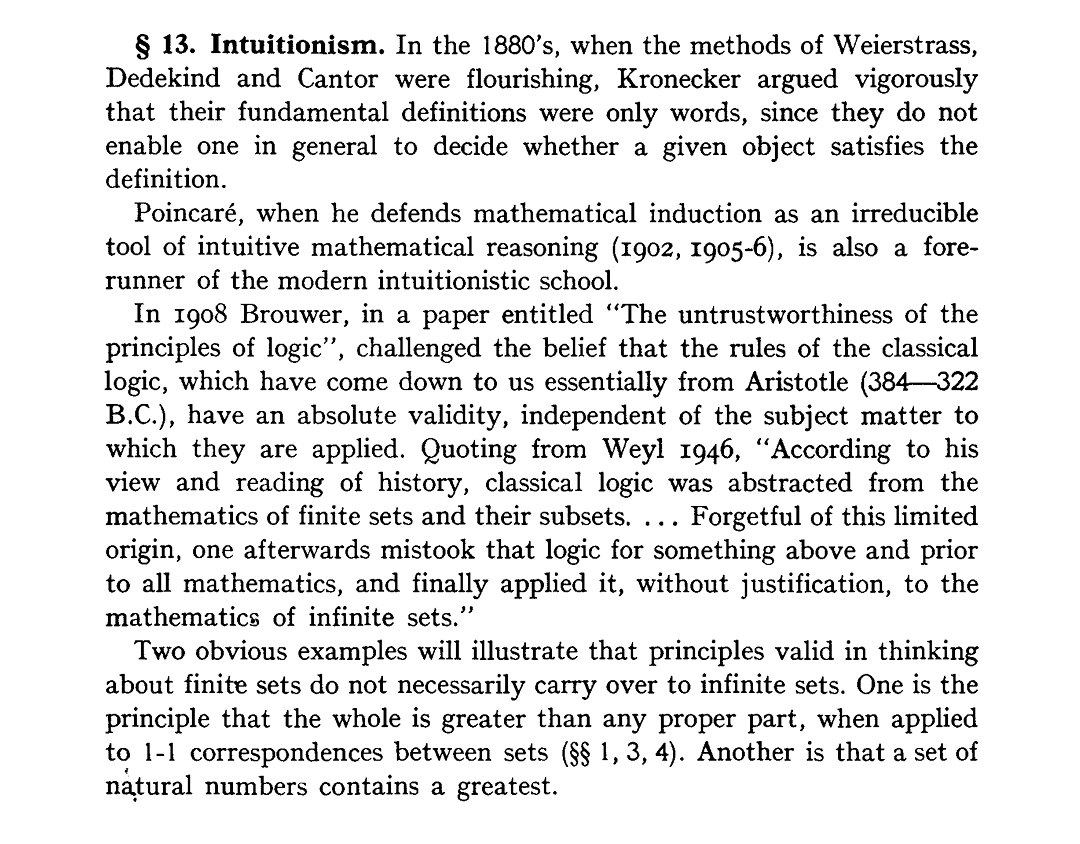 § 13. Intuitionism. In the 1880's, when the methods of Weierstrass,
Dedekind and Cantor were flourishing, Kronecker argued vigorously
that their fundamental definitions were only words, since they do not
enable one in general to decide whether a given object satisfies the
definition.
Poincaré, when he defends mathematical induction as an irreducible
tool of intuitive mathematical reasoning (1902, 1905-6), is also a fore-
runner of the modern intuitionistic school.
In 1908 Brouwer, in a paper entitled “The untrustworthiness of the
principles of logic”, challenged the belief that the rules of the classical
logic, which have come down to us essentially from Aristotle (384—322
B.C.), have an absolute validity, independent of the subject matter to
which they are applied. Quoting from Weyl 1946, “According to his
view and reading of history, classical logic was abstracted from the
mathematics of finite sets and their subsets. ... Forgetful of this limited
origin, one afterwards mistook that logic for something above and prior
to all mathematics, and finally applied it, without justification, to the
mathematics of infinite sets.”
Two obvious examples will illustrate that principles valid in thinking
about finite sets do not necessarily carry over to infinite sets. One is the
principle that the whole is greater than any proper part, when applied
to 1-1 correspondences between sets (§§ 1, 3, 4). Another is that a set of
natural numbers contains a greatest.